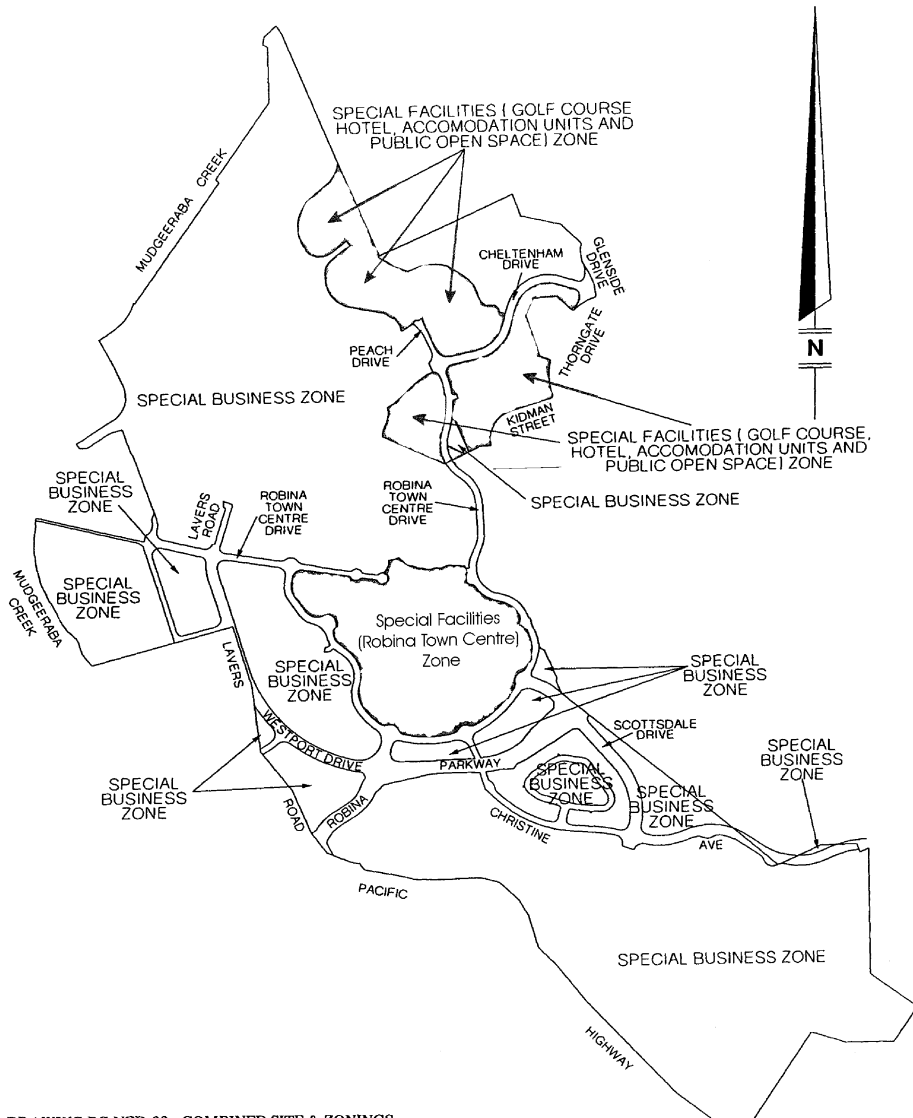 SPECIAL FACILITIES ( GOLF COURSE
HOTEL, ACCOMODATION UNITS AND
PUBLIC OPEN SPACE) ZONE
MUDGEERABA CREEK
CHELTENHAM
DRIVE
GLENSIDE
DRIVE
THORNGATE
DRIVE
N
PEACH
DRIVE
SPECIAL BUSINESS ZONE
KIDMAN
STREET
SPECIAL FACILITIES ( GOLF COURSE,
HOTEL, ACCOMODATION UNITS AND
PUBLIC OPEN SPACE) ZONE
SPECIAL BUSINESS ZONE
SPECIAL
BUSINESS
ZONE
LAVERS
ROAD
ROBINA
TOWN
CENTRE
DRIVE
ROBINA
TOWN
CENTRE
DRIVE
MUDGEERABA
CREEK
SPECIAL
BUSINESS
ZONE
Special Facilities
(Robina Town Centre)
Zone
LAVERS
SPECIAL
BUSINESS
ZONE
SPECIAL
BUSINESS
ZONE
WESTPORT DRIVE
SCOTTSDALE
DRIVE
PARKWAY
SPECIAL
BUSINESS
ZONE
SPECIAL
BUSINESS
ZONE
SPECIAL
BUSINESS
ZONE
SPECIAL
BUSINESS
ZONE
ROAD
ROBINA
CHRISTINE
AVE
PACIFIC
SPECIAL BUSINESS ZONE
HIGHWAY
COMBINED SITE & ZONINGS